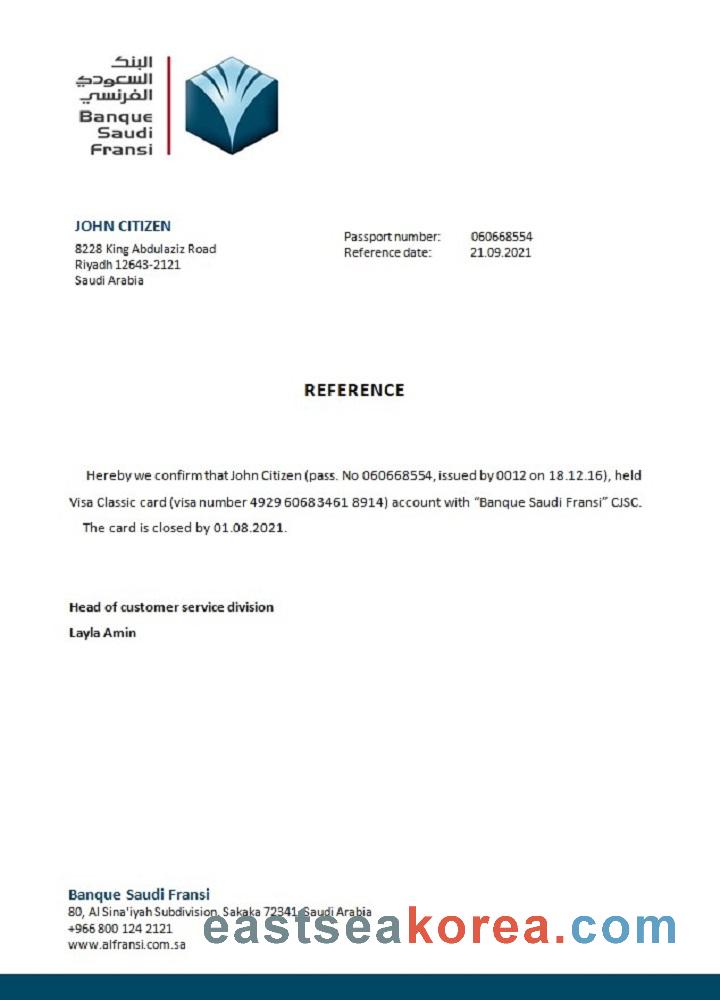 البنك
السعودي
الفرنسي
Banque
Saudi
Fransi
JOHN CITIZEN
8228 King Abdulaziz Road
Riyadh 12643-2121
Saudi Arabia
Passport number: 060668554
Reference date: 21.09.2021
REFERENCE
Hereby we confirm that John Citizen (pass. No 060668554, issued by 0012 on 18.12.16), held
Visa Classic card (visa number 4929 6068 3461 8914) account with “Banque Saudi Fransi” CJSC.
The card is closed by 01.08.2021.
Head of customer service division
Layla Amin
Banque Saudi Fransi
80, Al Sina'iyah Subdivision, Sakaka 72341, Saudi Arabia
+966 800 124 2121
www.alfransi.com.sa
eastseakorea.com